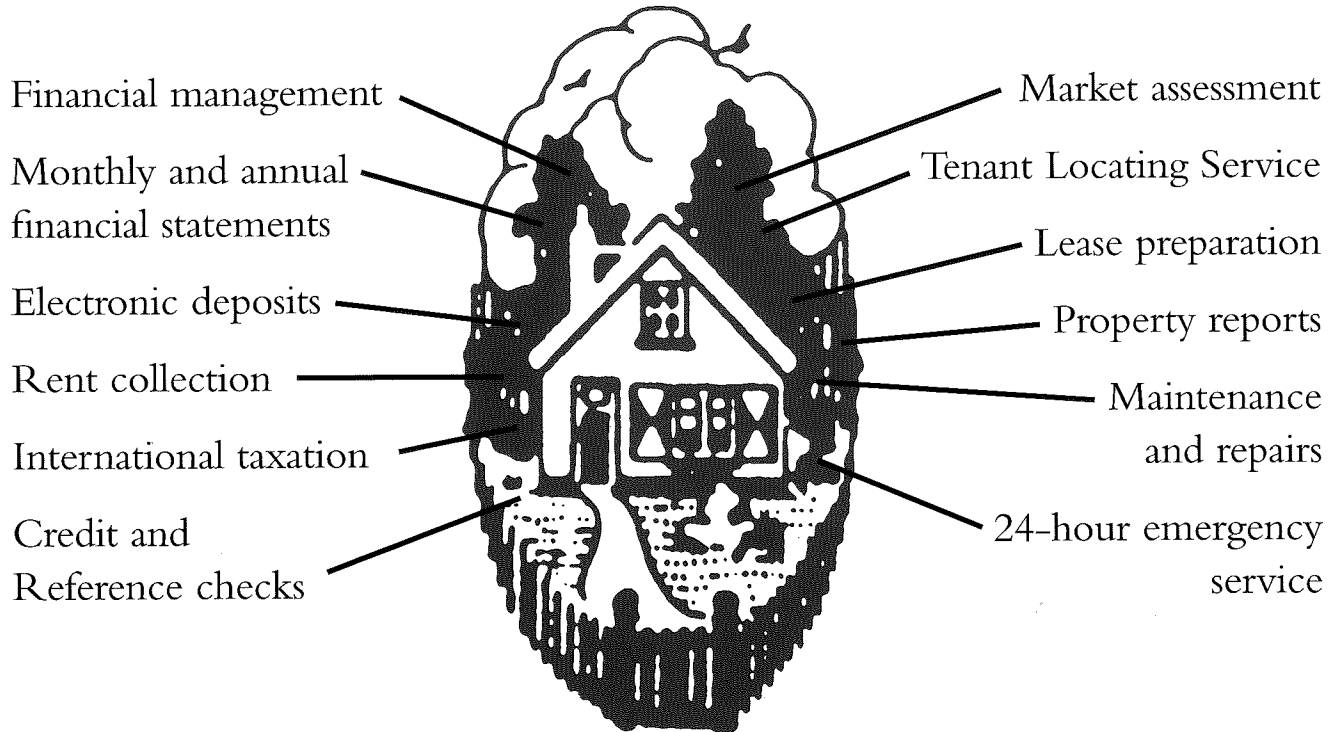 Financial management
Monthly and annual
financial statements
Electronic deposits
Rent collection
International taxation
Credit and
Reference checks
Market assessment
Tenant Locating Service
Lease preparation
Property reports
Maintenance
and repairs
24-hour emergency
service